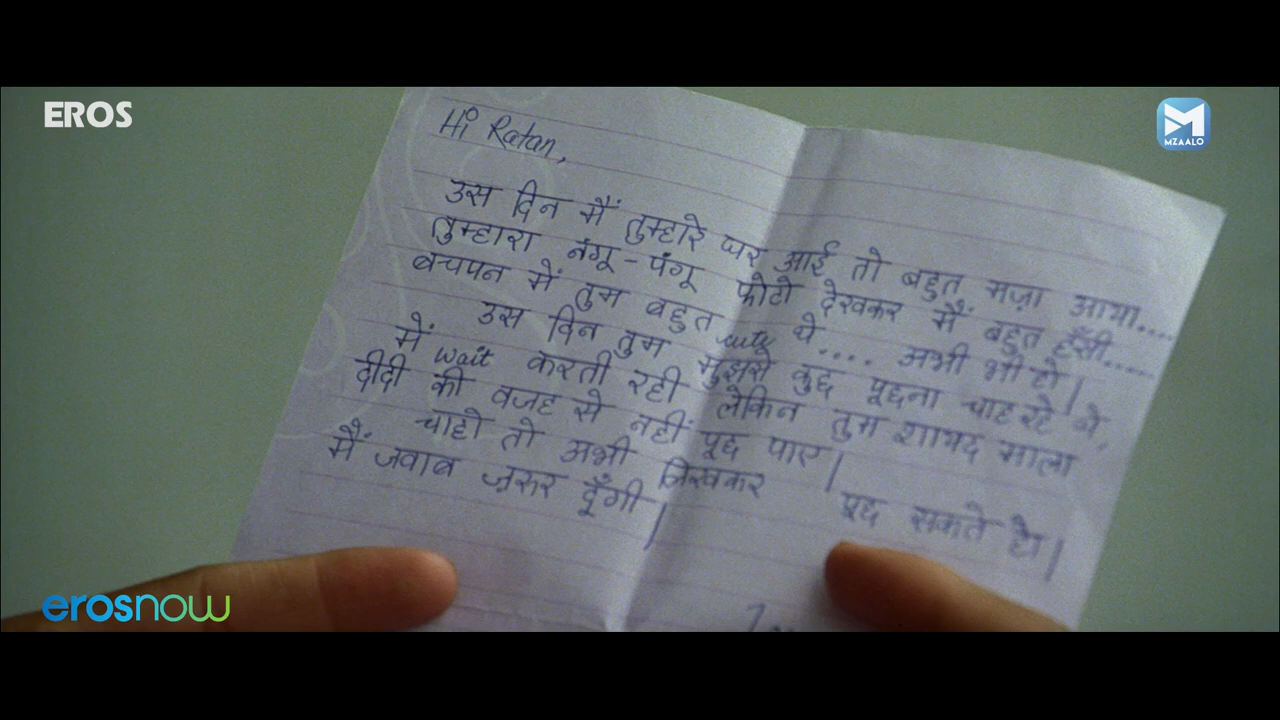 EROS
MZAALO
Hi Ratan,
उस दिन मैं तुम्हारे घर आई तो बहुत मज़ा आया....
तुम्हारा नंगू-पंगू फ़ोटो देखकर मैं बहुत हँसी.....
बचपन में तुम बहुत cute थे.... अभी भी हो।
उस दिन तुम मुझसे कुछ पूछना चाह रहे थे,
मैं wait करती रही लेकिन तुम शायद माला
दीदी की वजह से नहीं पूछ पाए।
चाहो तो अभी लिखकर पूछ सकते हो।
मैं जवाब ज़रुर दूँगी।
erosnow